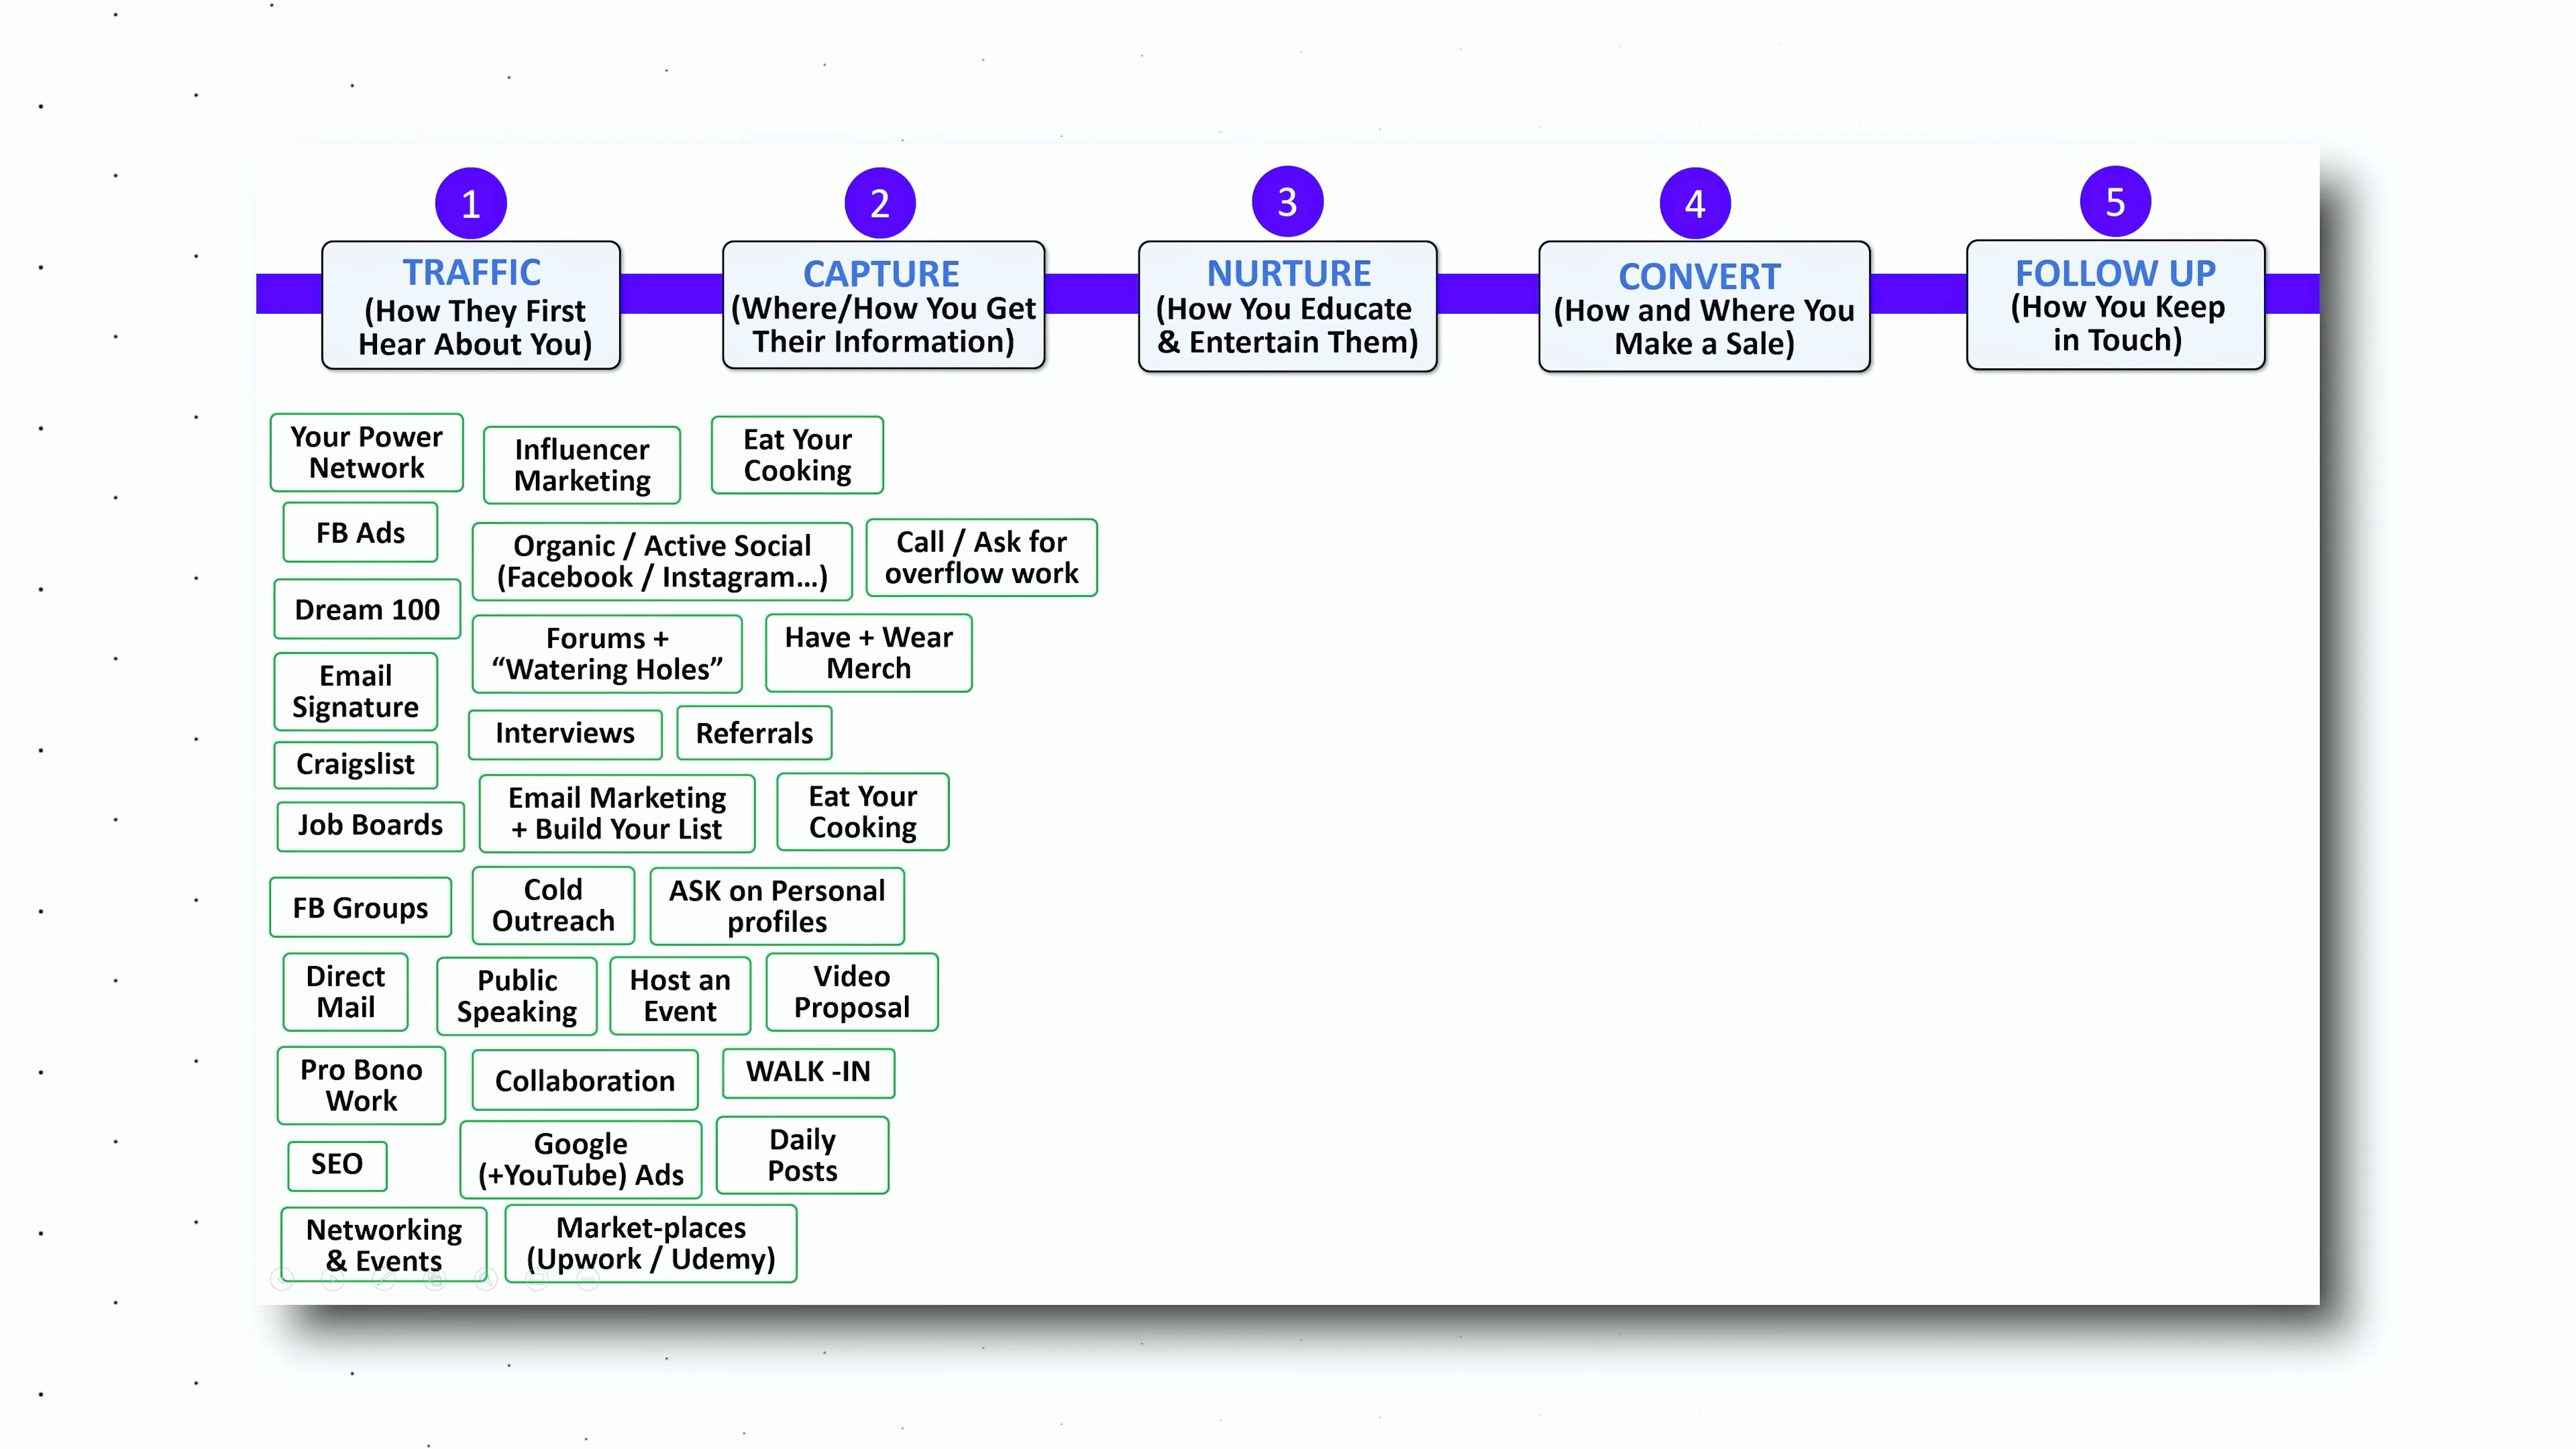 1
TRAFFIC
(How They First
Hear About You)
2
CAPTURE
(Where/How You Get
Their Information)
3
NURTURE
(How You Educate
& Entertain Them)
4
CONVERT
(How and Where You
Make a Sale)
5
FOLLOW UP
(How You Keep
in Touch)
Your Power
Network
Influencer
Marketing
Eat Your
Cooking
FB Ads
Organic / Active Social
(Facebook / Instagram...)
Call / Ask for
overflow work
Dream 100
Forums +
“Watering Holes”
Have + Wear
Merch
Email
Signature
Interviews
Referrals
Craigslist
Email Marketing
+ Build Your List
Eat Your
Cooking
Job Boards
FB Groups
Cold
Outreach
ASK on Personal
profiles
Direct
Mail
Public
Speaking
Host an
Event
Video
Proposal
Pro Bono
Work
Collaboration
WALK -IN
SEO
Google
(+YouTube) Ads
Daily
Posts
Networking
& Events
Market-places
(Upwork / Udemy)